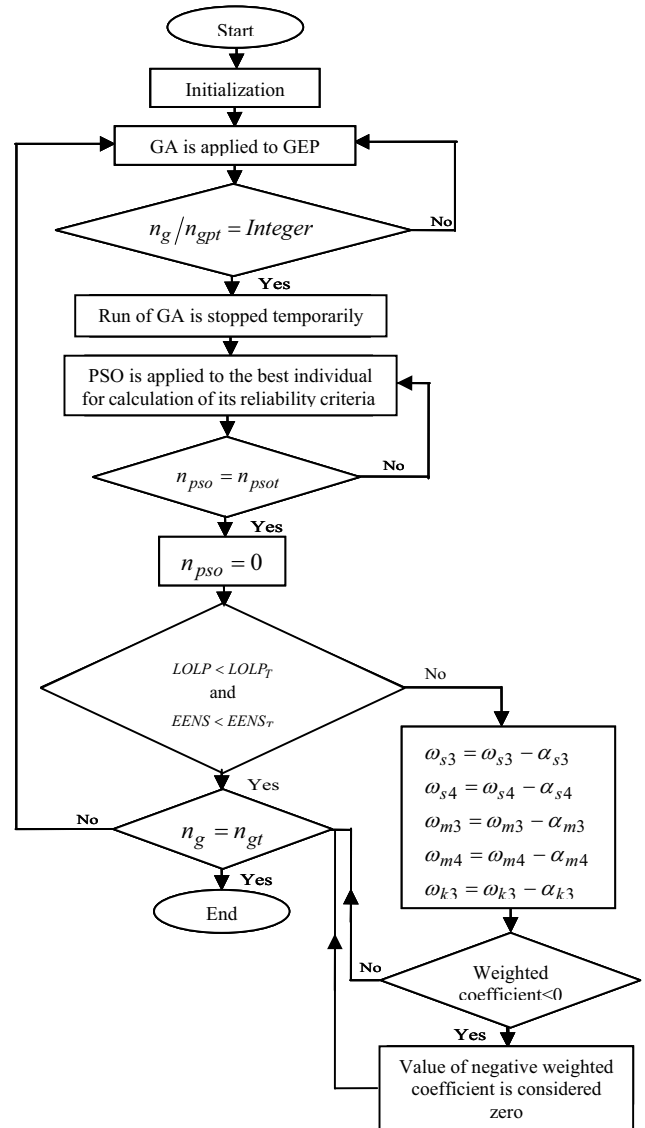 Start
Initialization
GA is applied to GEP
n_g/n_gpt = Integer
No
Yes
Run of GA is stopped temporarily
PSO is applied to the best individual
for calculation of its reliability criteria
n_pso = n_psot
No
Yes
n_pso = 0
LOLP < LOLP_T
and
EENS < EENS_T
No
Yes
ω_s3 = ω_s3 − α_s3
ω_s4 = ω_s4 − α_s4
ω_m3 = ω_m3 − α_m3
ω_m4 = ω_m4 − α_m4
ω_k3 = ω_k3 − α_k3
No
n_g = n_gt
Yes
End
No
Weighted
coefficient<0
Yes
Value of negative weighted
coefficient is considered
zero